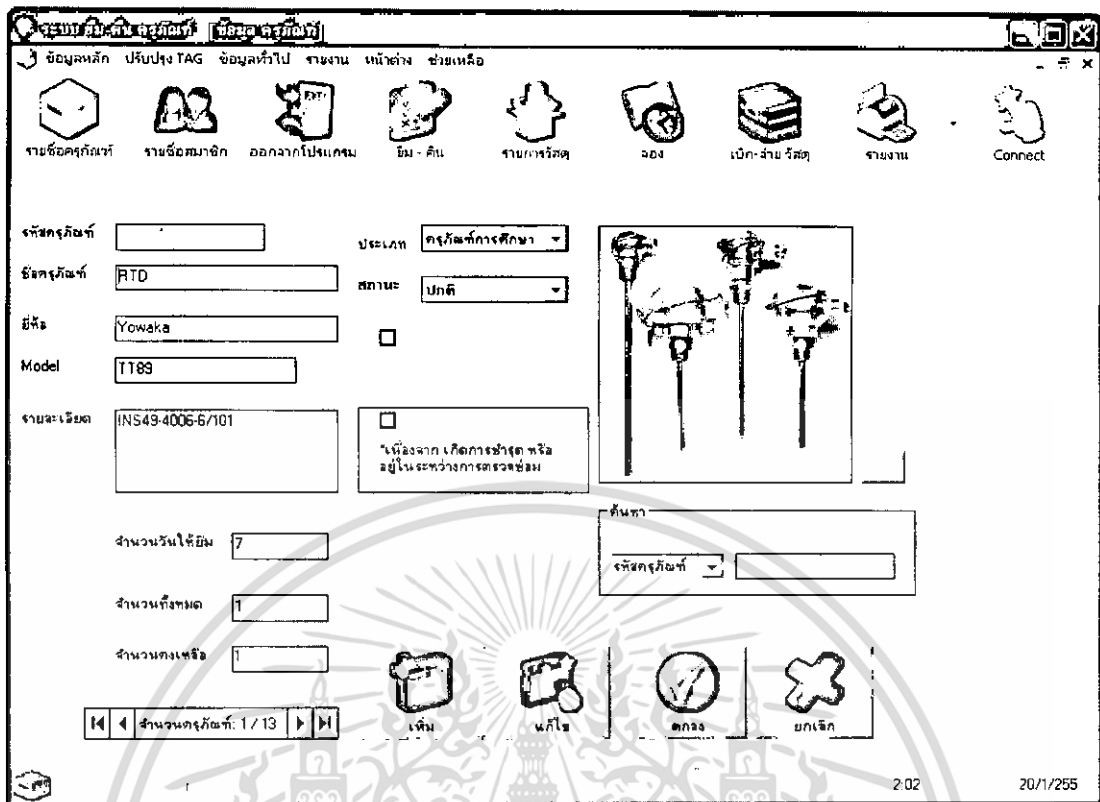 ระบบ ยืม-คืน ครุภัณฑ์ [ข้อมูล ครุภัณฑ์]
ข้อมูลหลัก ปรับปรุง TAG ข้อมูลทั่วไป รายงาน หน้าต่าง ช่วยเหลือ
EXIT
รายชื่อครุภัณฑ์ รายชื่อสมาชิก ออกจากโปรแกรม ยืม - คืน รายการวัสดุ จอง เบิก-จ่าย วัสดุ รายงาน Connect
รหัสครุภัณฑ์
ประเภท ครุภัณฑ์การศึกษา
ชื่อครุภัณฑ์ RTD
สถานะ ปกติ
ยี่ห้อ Yowaka
Model TT89
รายละเอียด INS49-4006-6/101
*เนื่องจาก เกิดการชำรุด หรือ
อยู่ในระหว่างการตรวจซ่อม
ค้นหา
รหัสครุภัณฑ์
จำนวนวันให้ยืม 7
จำนวนทั้งหมด 1
จำนวนคงเหลือ 1
จำนวนครุภัณฑ์: 1 / 13
เพิ่ม แก้ไข ตกลง ยกเลิก
2:02 20/1/255